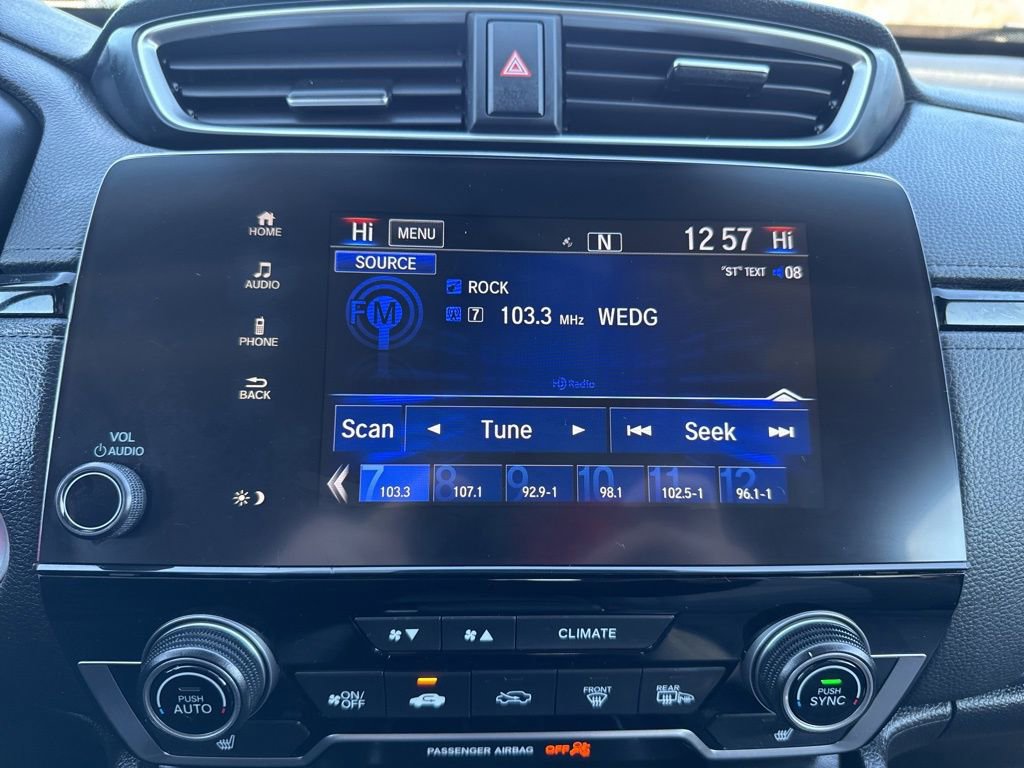 Hi MENU N 12 57 Hi
SOURCE "ST" TEXT 08
FM
ROCK
7 103.3 MHz WEDG
HD Radio
Scan Tune Seek
7 8 9 10 11 12
103.3 107.1 92.9-1 98.1 102.5-1 96.1-1
HOME
AUDIO
PHONE
BACK
VOL
AUDIO
CLIMATE
ON/
OFF
FRONT
REAR
PUSH
AUTO
PUSH
SYNC
PASSENGER AIRBAG OFF